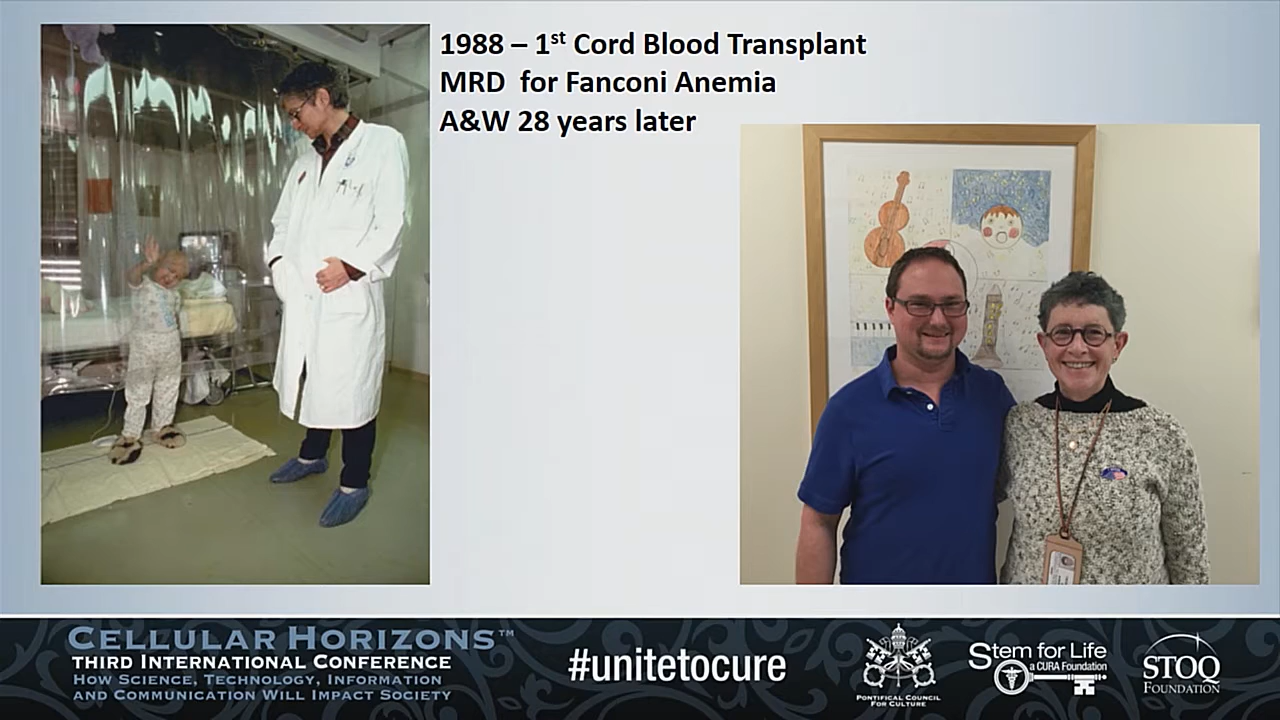 1988 – 1st Cord Blood Transplant
MRD for Fanconi Anemia
A&W 28 years later
CELLULAR HORIZONS™
THIRD INTERNATIONAL CONFERENCE
HOW SCIENCE, TECHNOLOGY, INFORMATION
AND COMMUNICATION WILL IMPACT SOCIETY
#unitetocure
PONTIFICAL COUNCIL
FOR CULTURE
Stem for Life
a CURA Foundation
STOQ
FOUNDATION